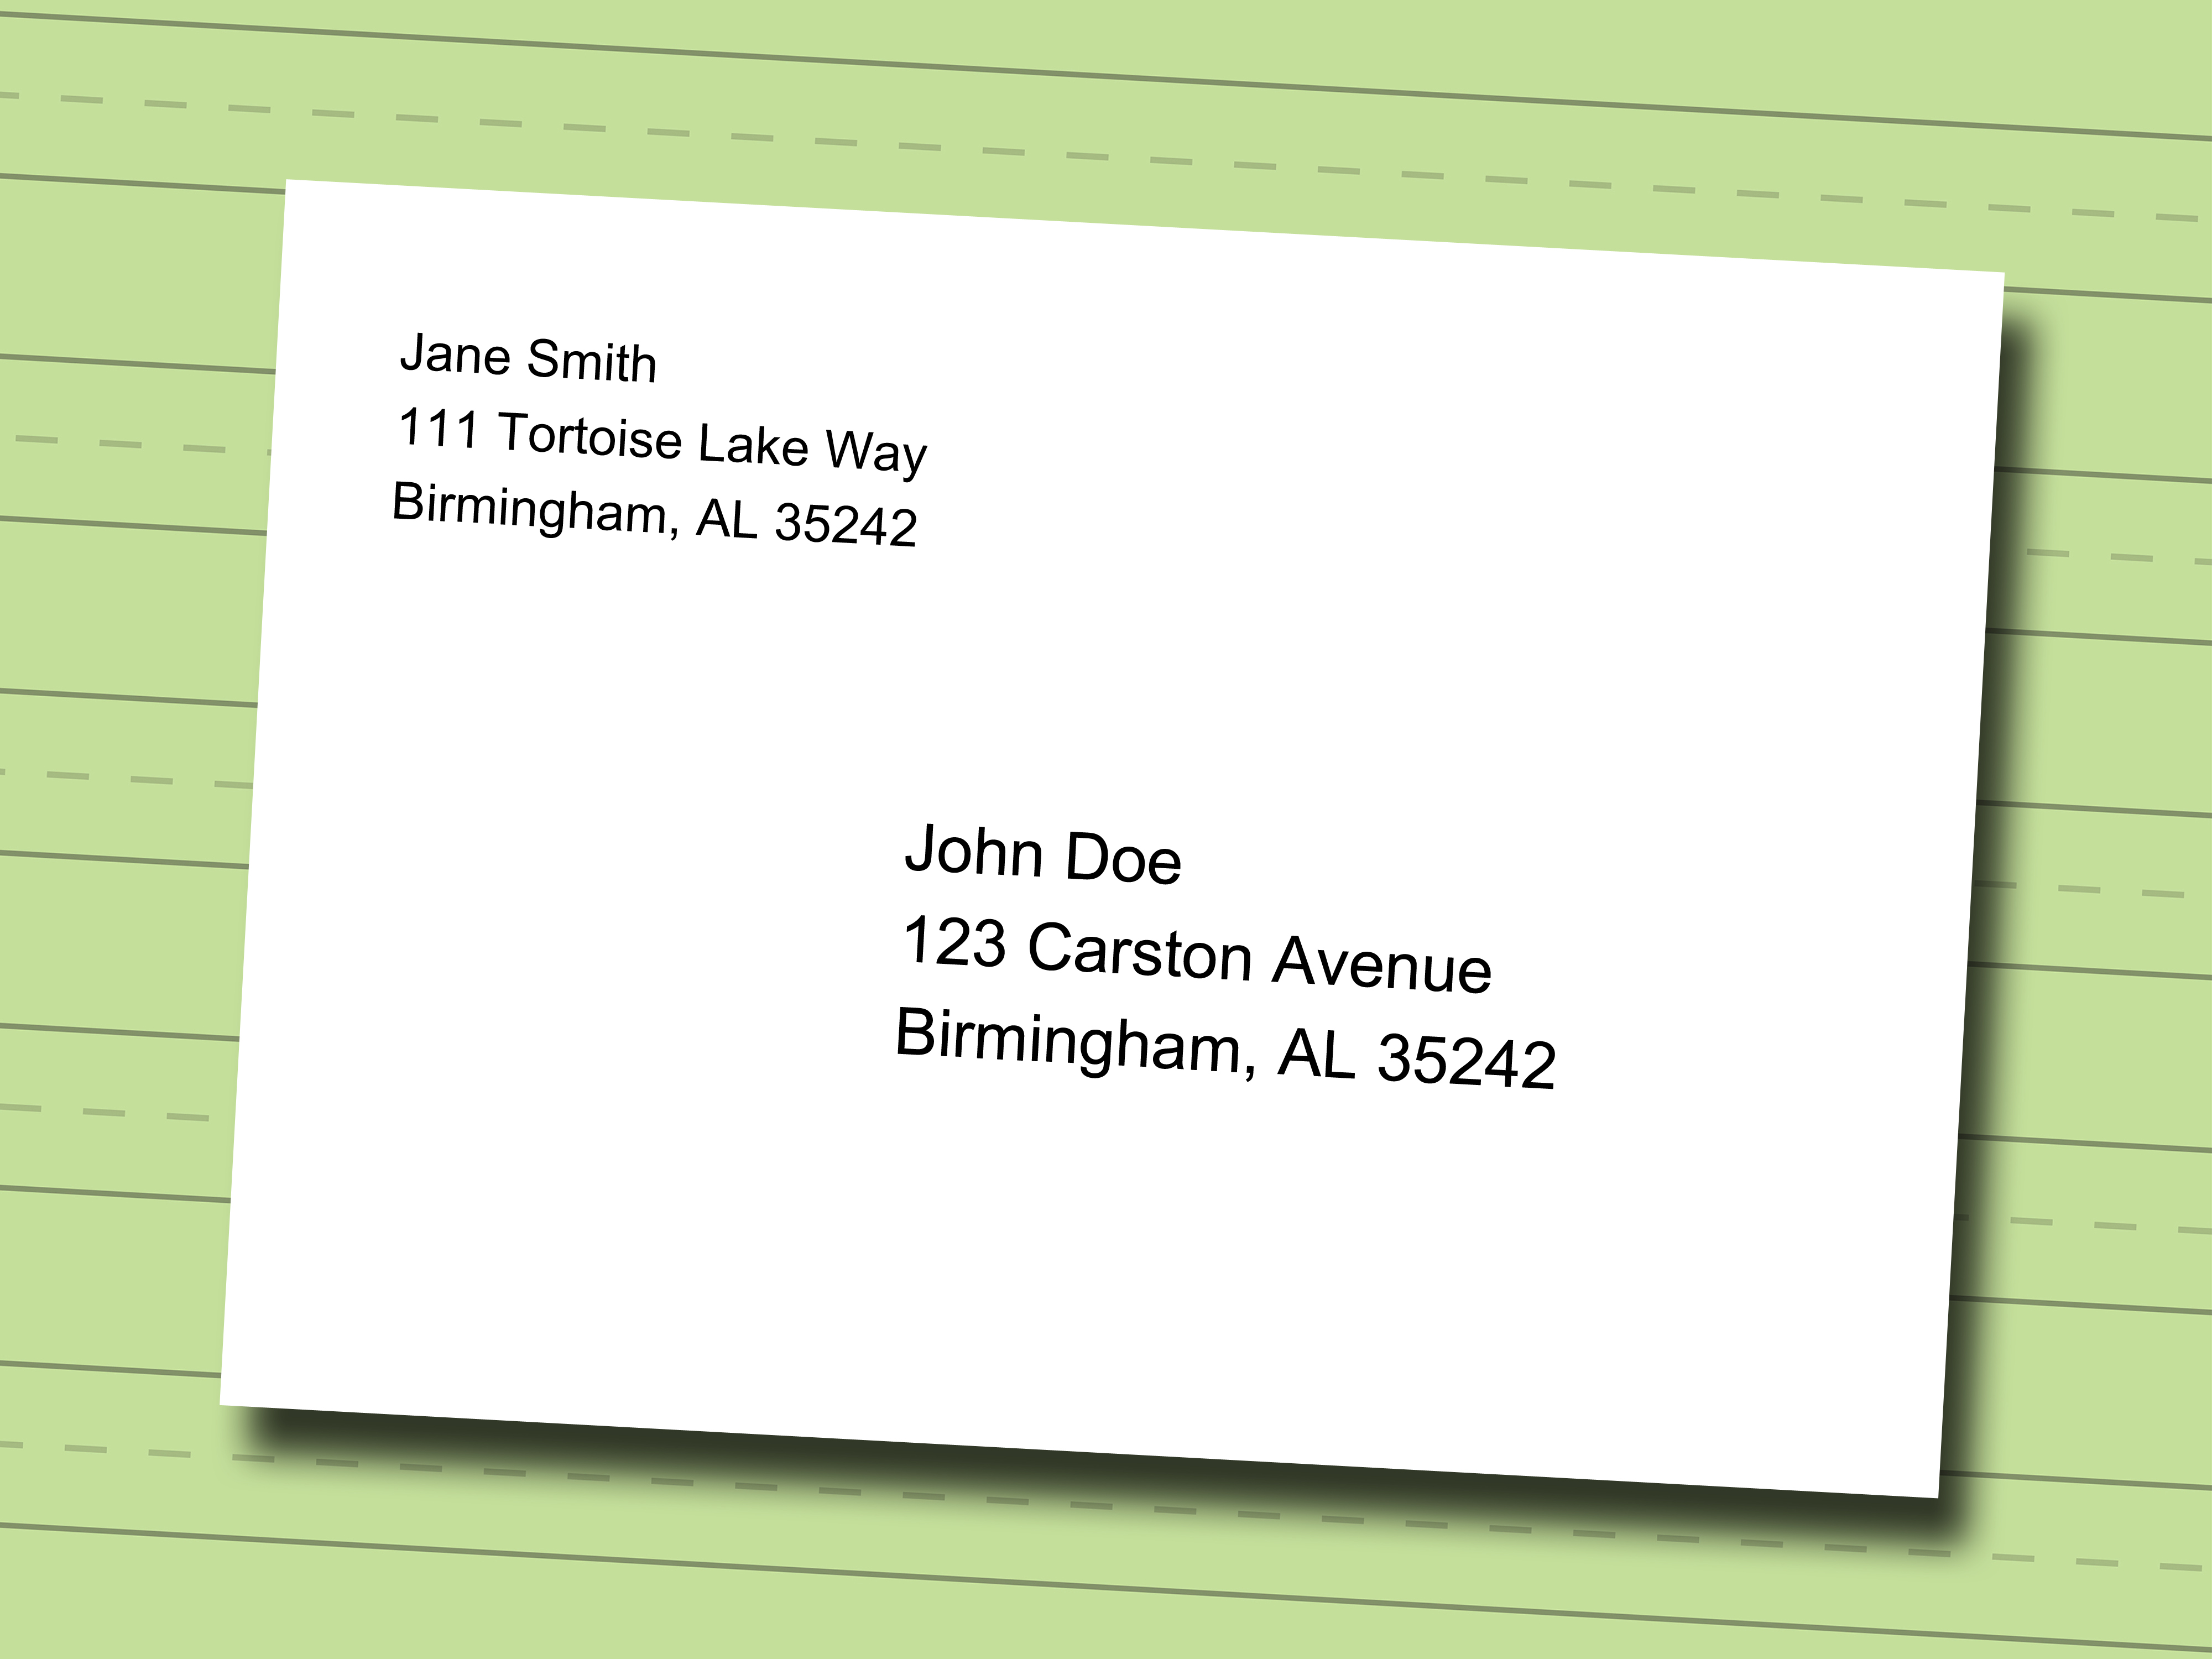 Jane Smith
111 Tortoise Lake Way
Birmingham, AL 35242
John Doe
123 Carston Avenue
Birmingham, AL 35242